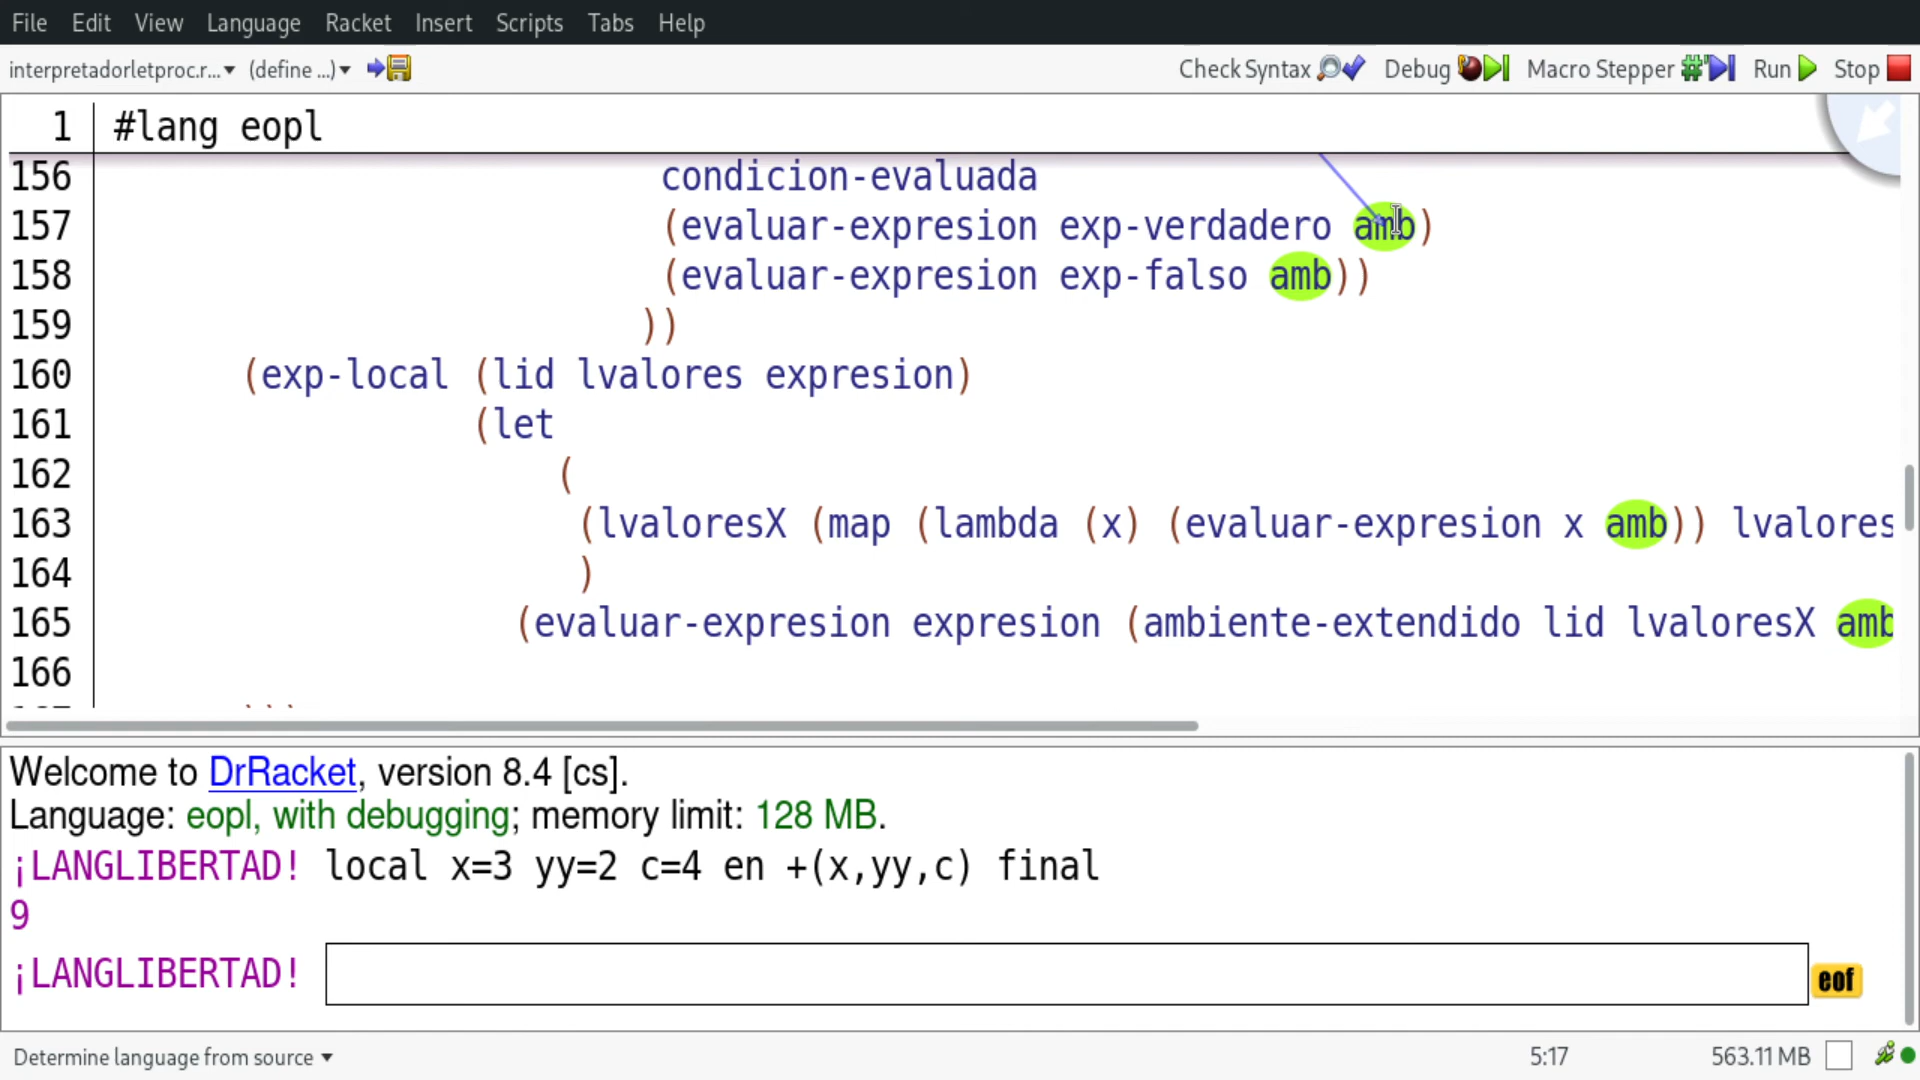 File Edit View Language Racket Insert Scripts Tabs Help
interpretadorletproc.r...▾ (define ...)▾ Check Syntax Debug Macro Stepper Run Stop
1 #lang eopl
156 condicion-evaluada
157 (evaluar-expresion exp-verdadero amb)
158 (evaluar-expresion exp-falso amb))
159 ))
160 (exp-local (lid lvalores expresion)
161 (let
162 (
163 (lvaloresX (map (lambda (x) (evaluar-expresion x amb)) lvalores
164 )
165 (evaluar-expresion expresion (ambiente-extendido lid lvaloresX amb
166
Welcome to DrRacket, version 8.4 [cs].
Language: eopl, with debugging; memory limit: 128 MB.
¡LANGLIBERTAD! local x=3 yy=2 c=4 en +(x,yy,c) final
9
¡LANGLIBERTAD! eof
Determine language from source ▾ 5:17 563.11 MB